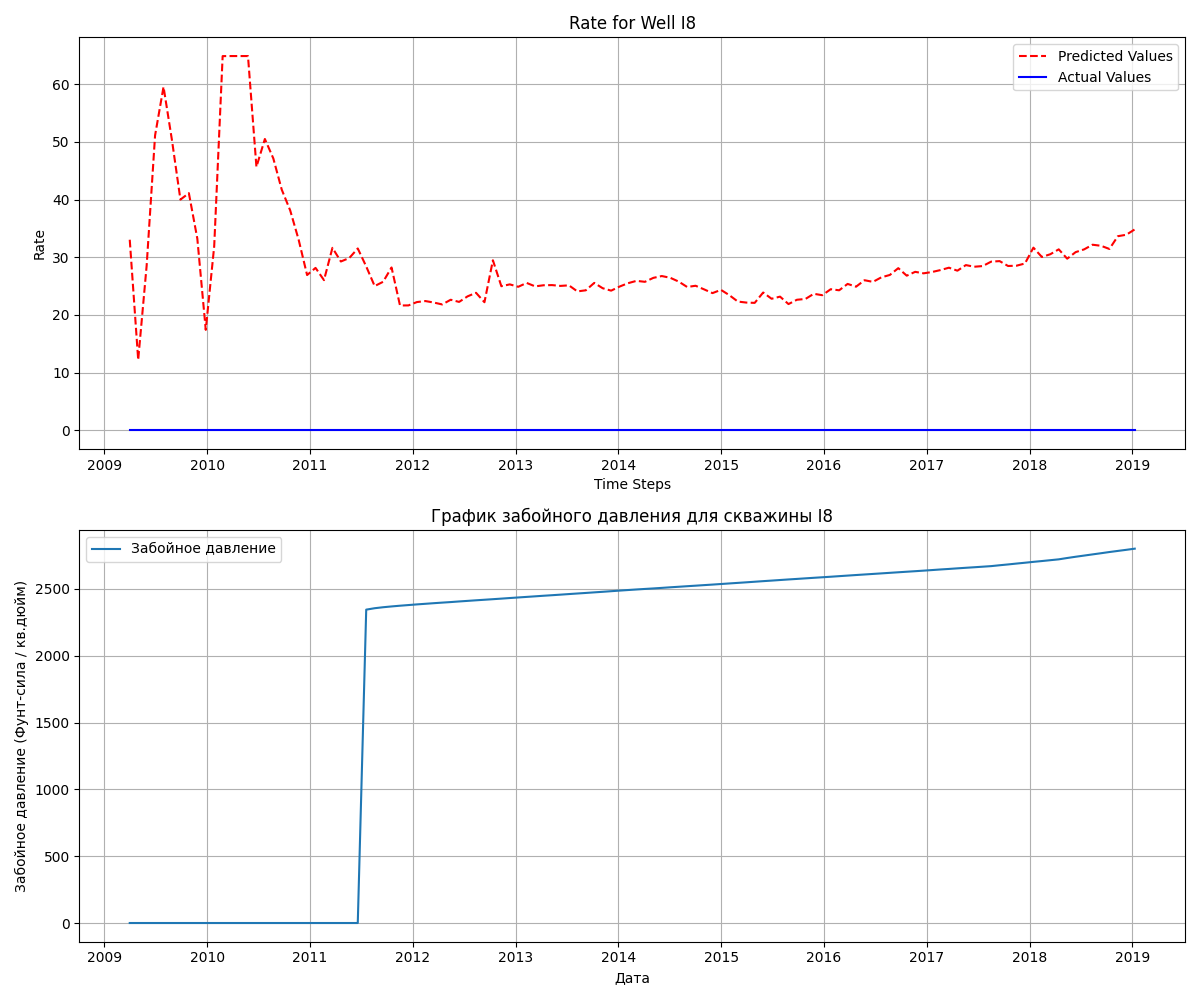 Rate for Well I8
Predicted Values
Actual Values
Rate
60
50
40
30
20
10
0
2009 2010 2011 2012 2013 2014 2015 2016 2017 2018 2019
Time Steps
График забойного давления для скважины I8
Забойное давление
Забойное давление (Фунт-сила / кв.дюйм)
2500
2000
1500
1000
500
0
2009 2010 2011 2012 2013 2014 2015 2016 2017 2018 2019
Дата